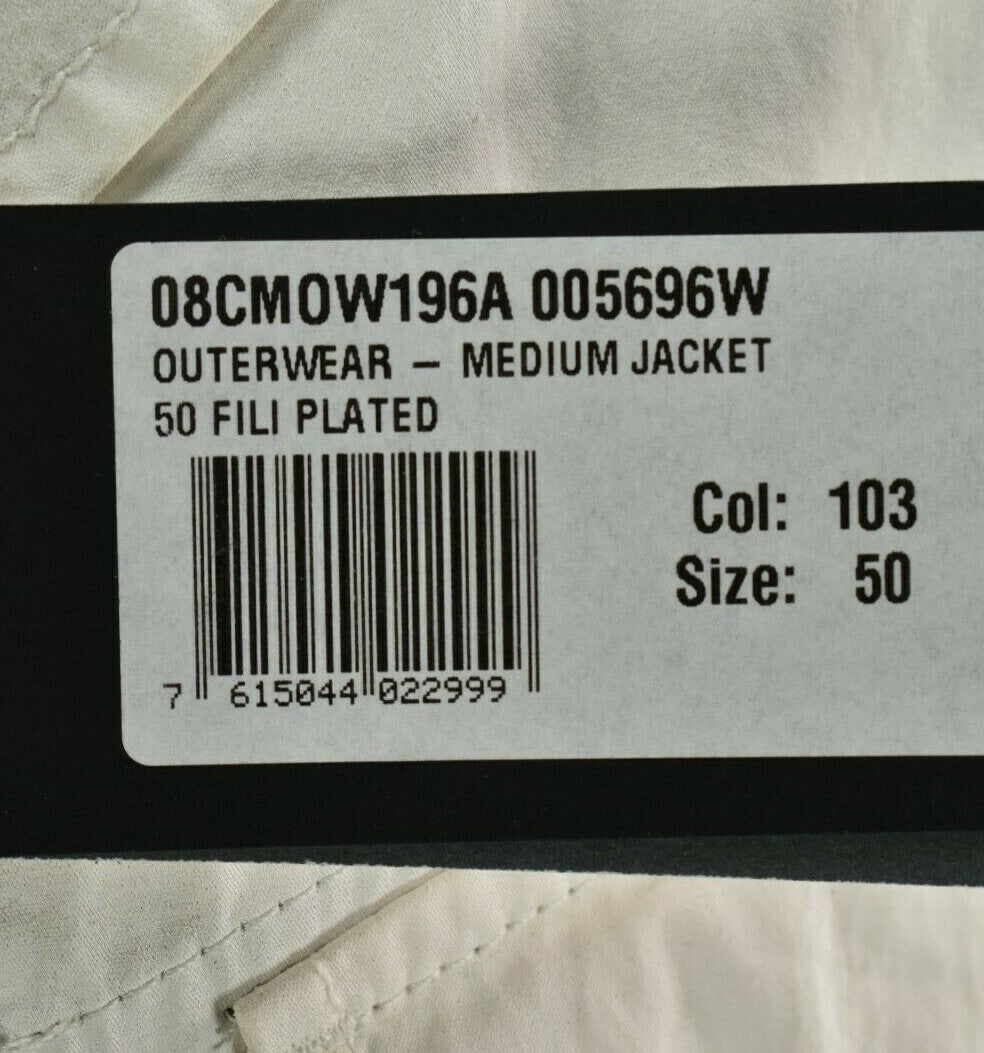 08CMOW196A 005696W
OUTERWEAR – MEDIUM JACKET
50 FILI PLATED
Col: 103
Size: 50
7 615044 022999